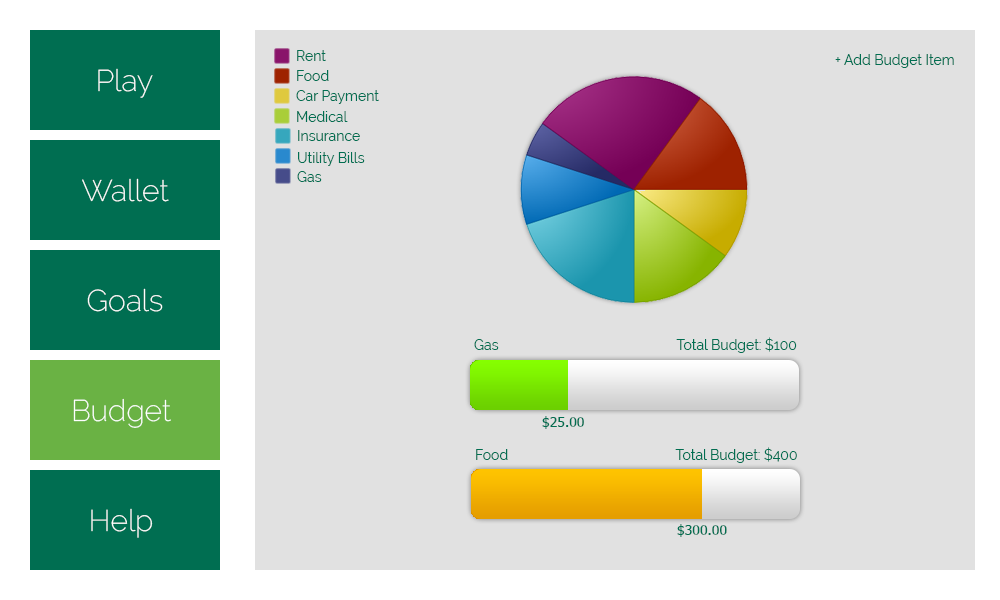 Play
Wallet
Goals
Budget
Help
Rent
Food
Car Payment
Medical
Insurance
Utility Bills
Gas
+ Add Budget Item
Gas Total Budget: $100
$25.00
Food Total Budget: $400
$300.00